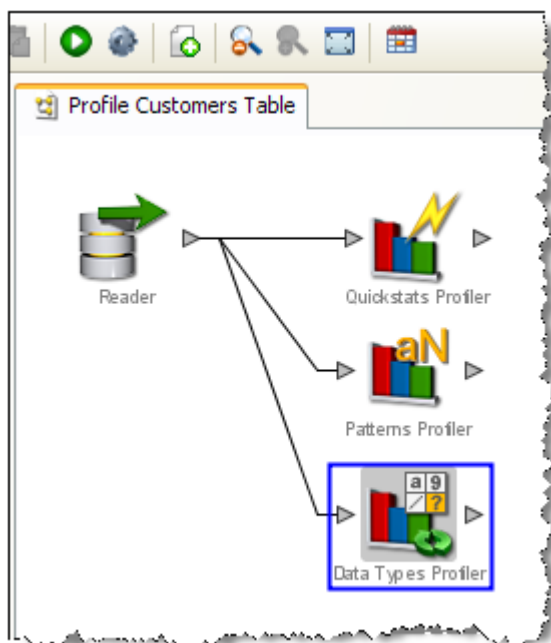 Profile Customers Table
Reader
Quickstats Profiler
aN
Patterns Profiler
a 9
/ ?
Data Types Profiler